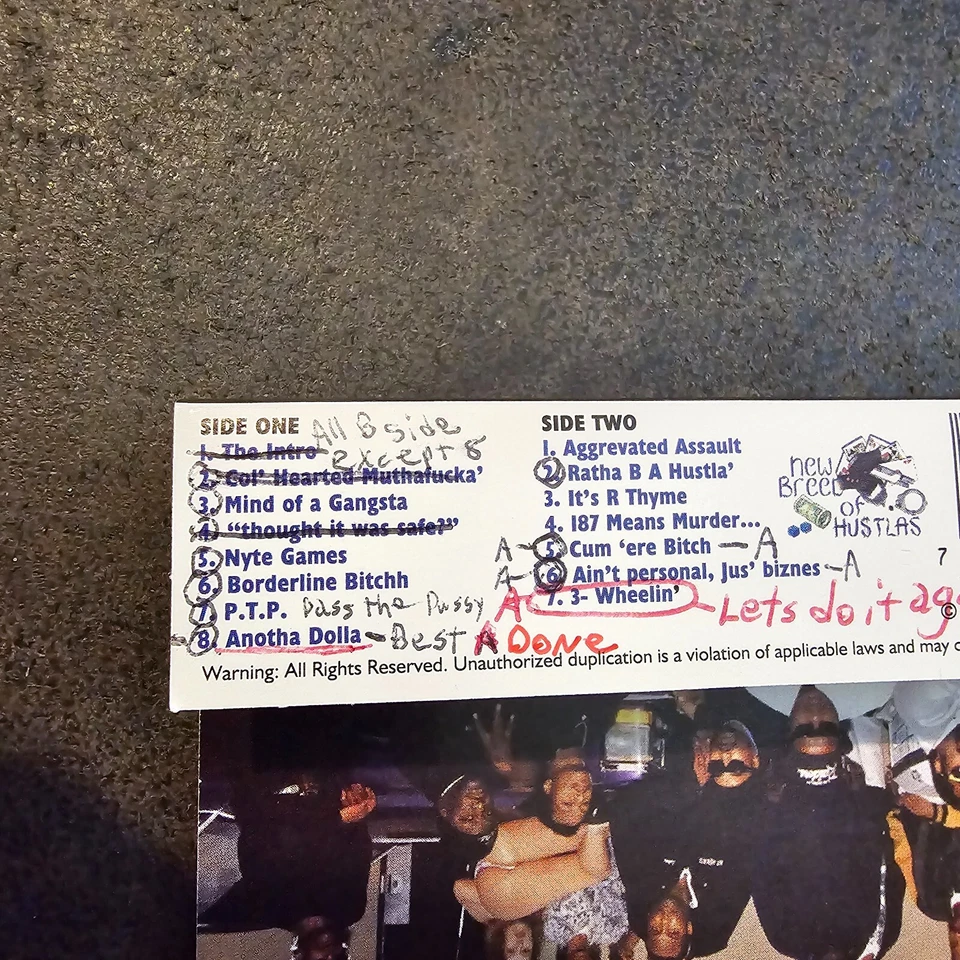 SIDE ONE All B side
1. The Intro except 8
2. Col' Hearted Muthafucka'
3. Mind of a Gangsta
4. "thought it was safe?"
5. Nyte Games
6. Borderline Bitchh
7. P.T.P. Pass the Pussy
8. Anotha Dolla - Best A DONE
SIDE TWO
1. Aggrevated Assault
2. Ratha B A Hustla'
3. It's R Thyme
4. 187 Means Murder...
A - 5. Cum 'ere Bitch - A
A - 6. Ain't personal, Jus' biznes - A
A 7. 3- Wheelin' - Lets do it ag
new
BREED
OF
HU$TLAS
7
©
Warning: All Rights Reserved. Unauthorized duplication is a violation of applicable laws and may